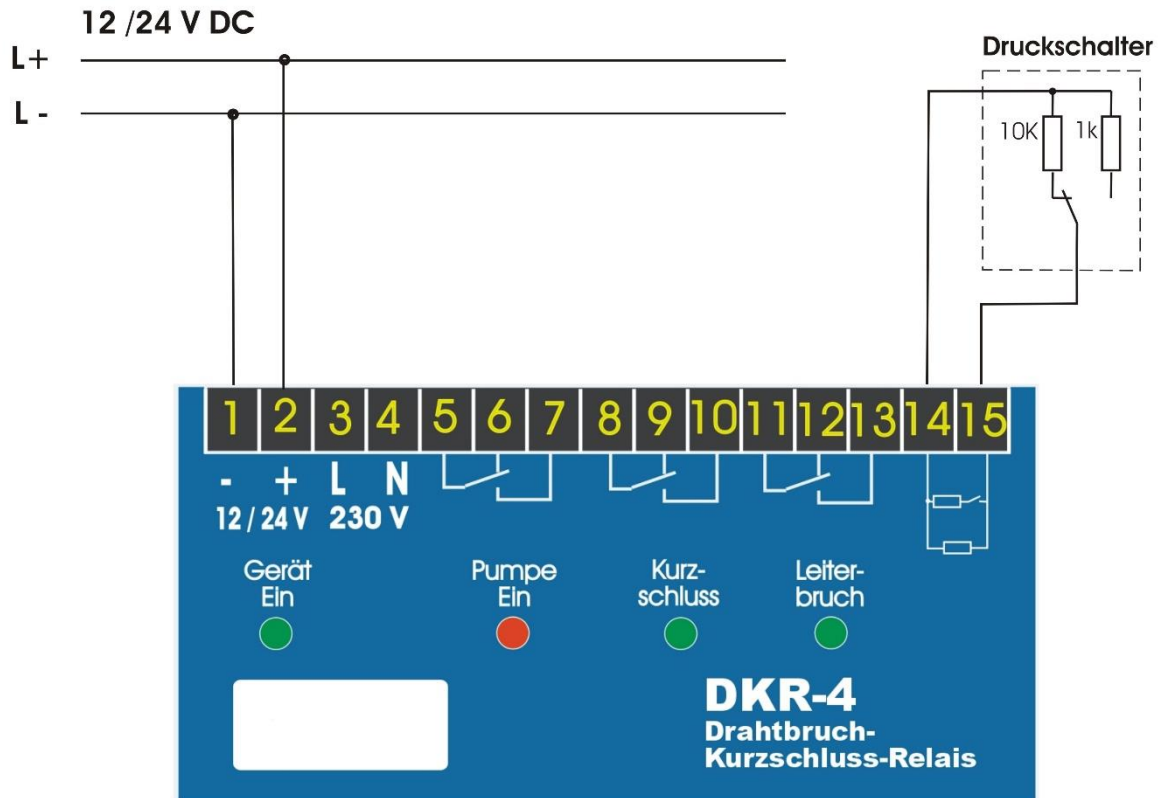 12 /24 V DC
L+
L -
Druckschalter
10K
1k
1 2 3 4 5 6 7 8 9 10 11 12 13 14 15
- + L N
12 / 24 V 230 V
Gerät
Ein
Pumpe
Ein
Kurz-
schluss
Leiter-
bruch
DKR-4
Drahtbruch-
Kurzschluss-Relais